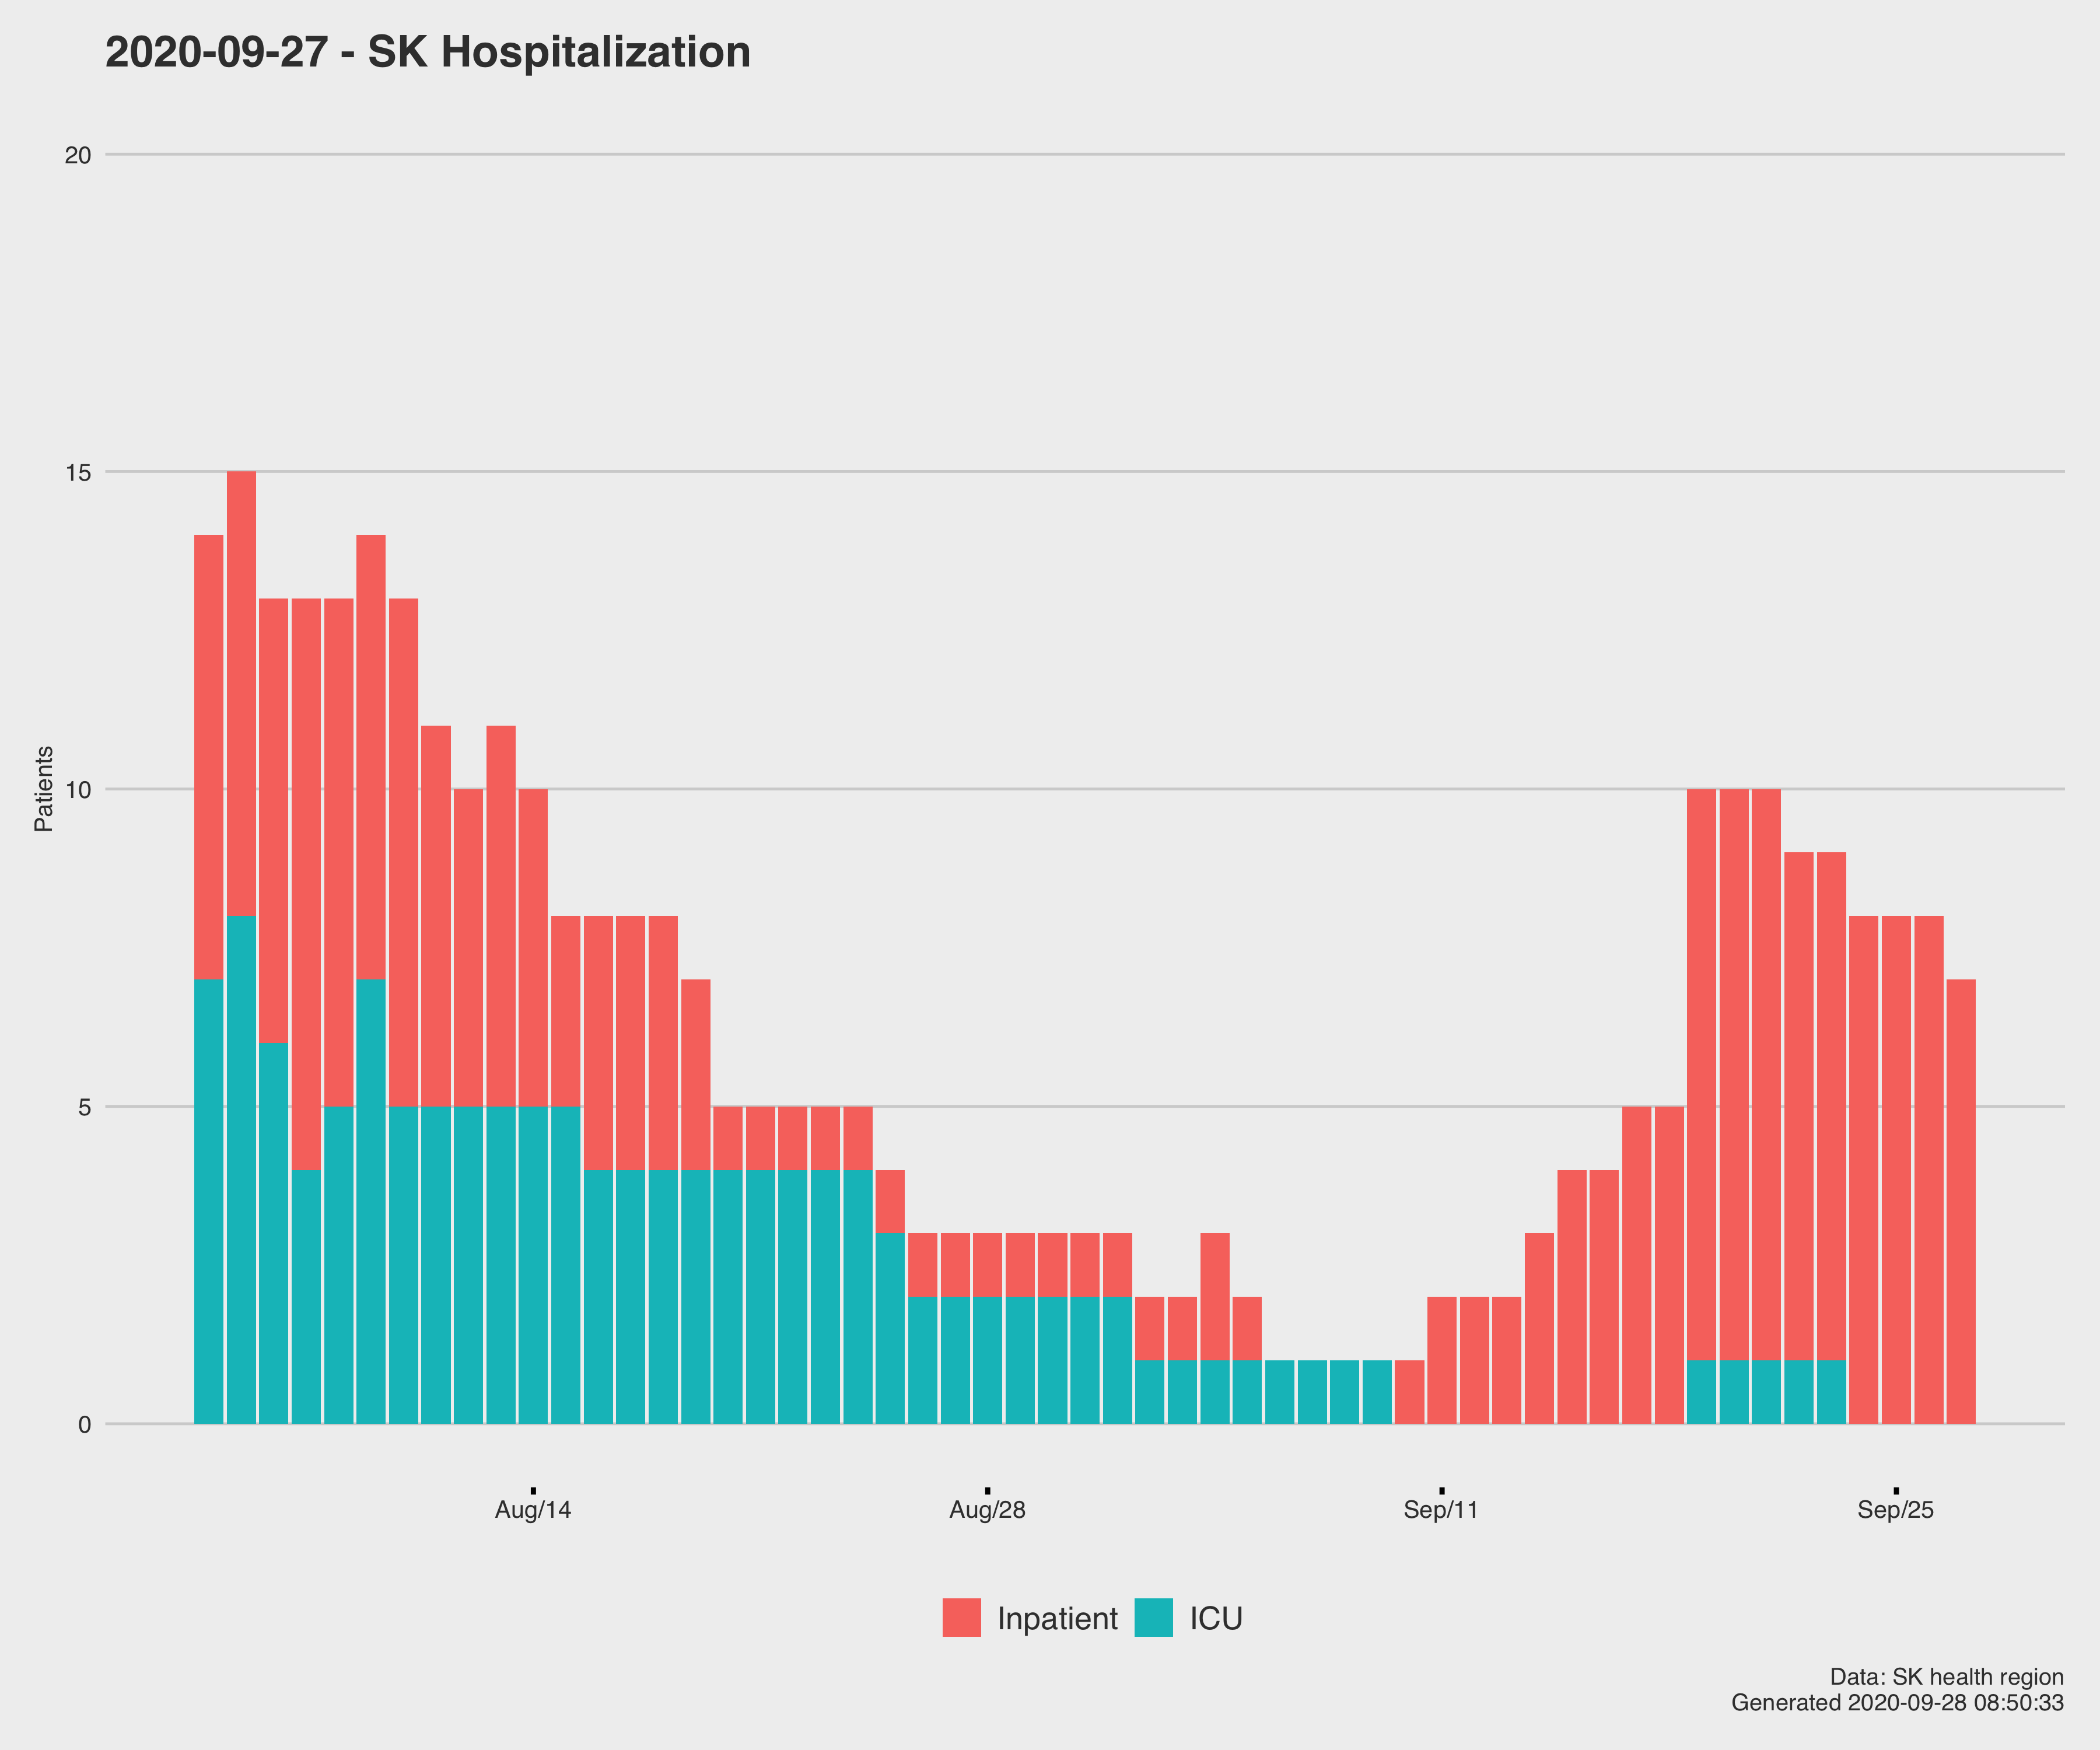 2020-09-27 - SK Hospitalization
20
15
10
5
0
Patients
Aug/14
Aug/28
Sep/11
Sep/25
Inpatient
ICU
Data: SK health region
Generated 2020-09-28 08:50:33